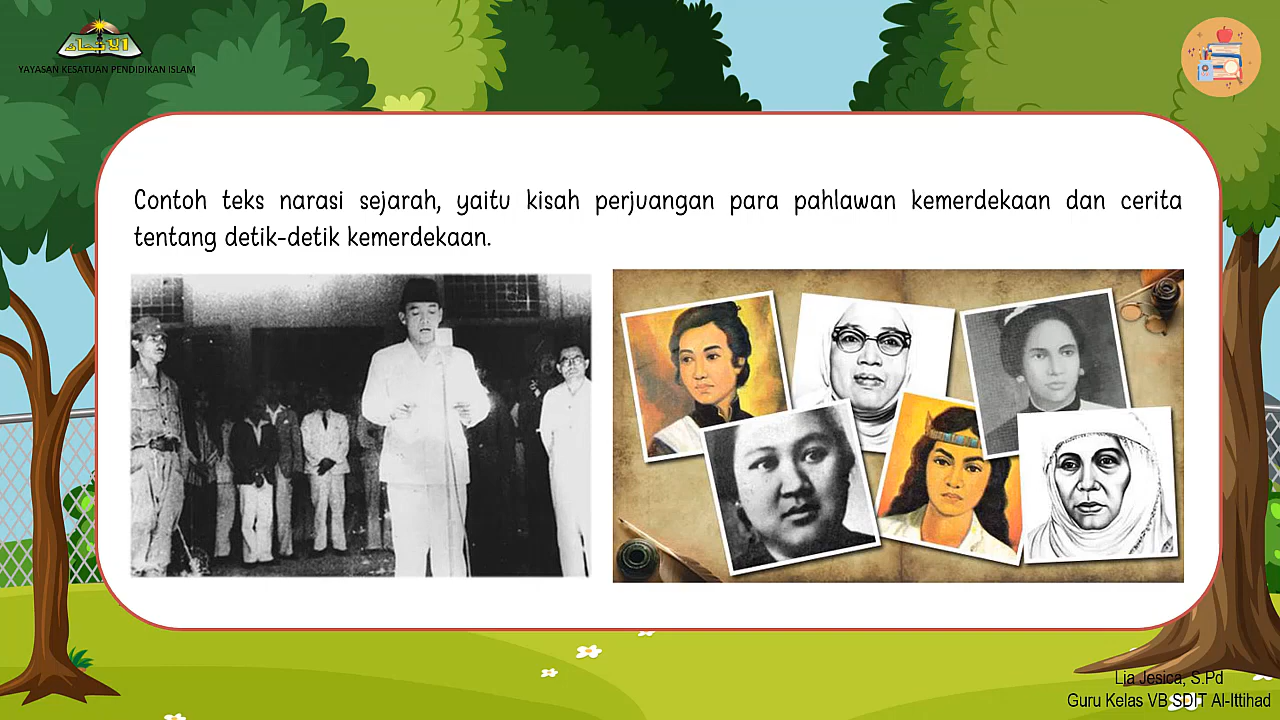 الاتحاد
YAYASAN KESATUAN PENDIDIKAN ISLAM
Contoh teks narasi sejarah, yaitu kisah perjuangan para pahlawan kemerdekaan dan cerita
tentang detik-detik kemerdekaan.
Lia Jesica, S.Pd
Guru Kelas VB SDIT Al-Ittihad